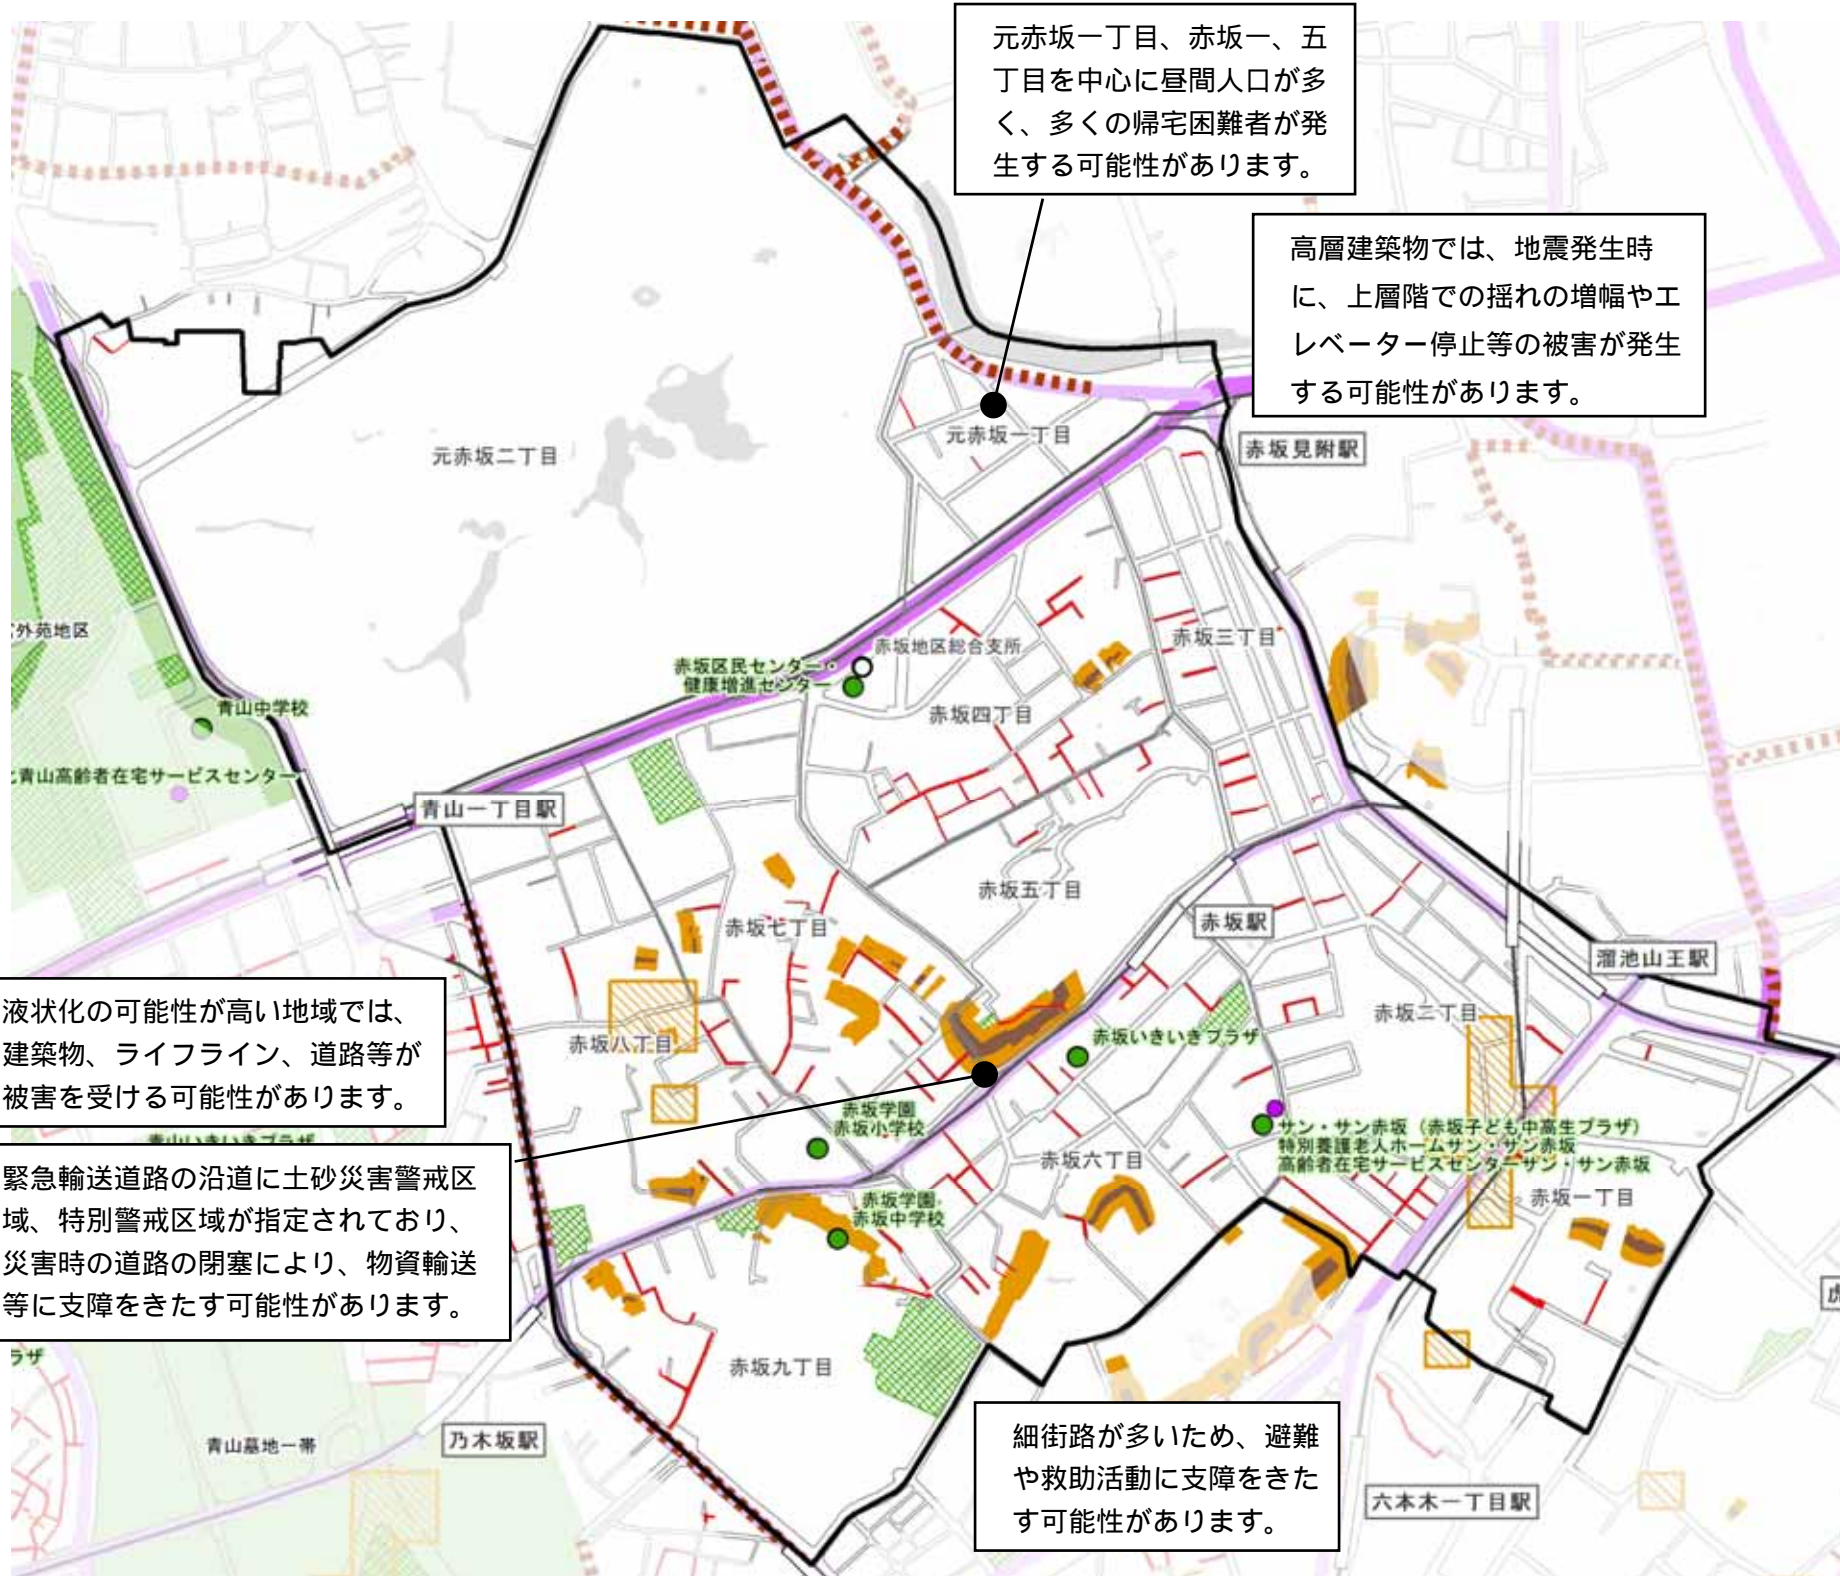 元赤坂一丁目、赤坂一、五
丁目を中心に昼間人口が多
く、多くの帰宅困難者が発
生する可能性があります。
高層建築物では、地震発生時
に、上層階での揺れの増幅やエ
レベーター停止等の被害が発生
する可能性があります。
元赤坂一丁目
赤坂見附駅
元赤坂二丁目
外苑地区
赤坂三丁目
赤坂地区総合支所
赤坂区民センター・
健康増進センター
青山中学校
赤坂四丁目
青山高齢者在宅サービスセンター
青山一丁目駅
赤坂五丁目
赤坂七丁目
赤坂駅
溜池山王駅
液状化の可能性が高い地域では、
建築物、ライフライン、道路等が
被害を受ける可能性があります。
赤坂八丁目
赤坂二丁目
赤坂いきいきプラザ
赤坂学園
赤坂小学校
サン・サン赤坂（赤坂子ども中高生プラザ）
特別養護老人ホームサン・サン赤坂
高齢者在宅サービスセンターサン・サン赤坂
青山いきいきプラザ
緊急輸送道路の沿道に土砂災害警戒区
域、特別警戒区域が指定されており、
災害時の道路の閉塞により、物資輸送
等に支障をきたす可能性があります。
赤坂六丁目
赤坂学園
赤坂中学校
赤坂一丁目
ラザ
赤坂九丁目
青山墓地一帯
乃木坂駅
細街路が多いため、避難
や救助活動に支障をきた
す可能性があります。
六本木一丁目駅